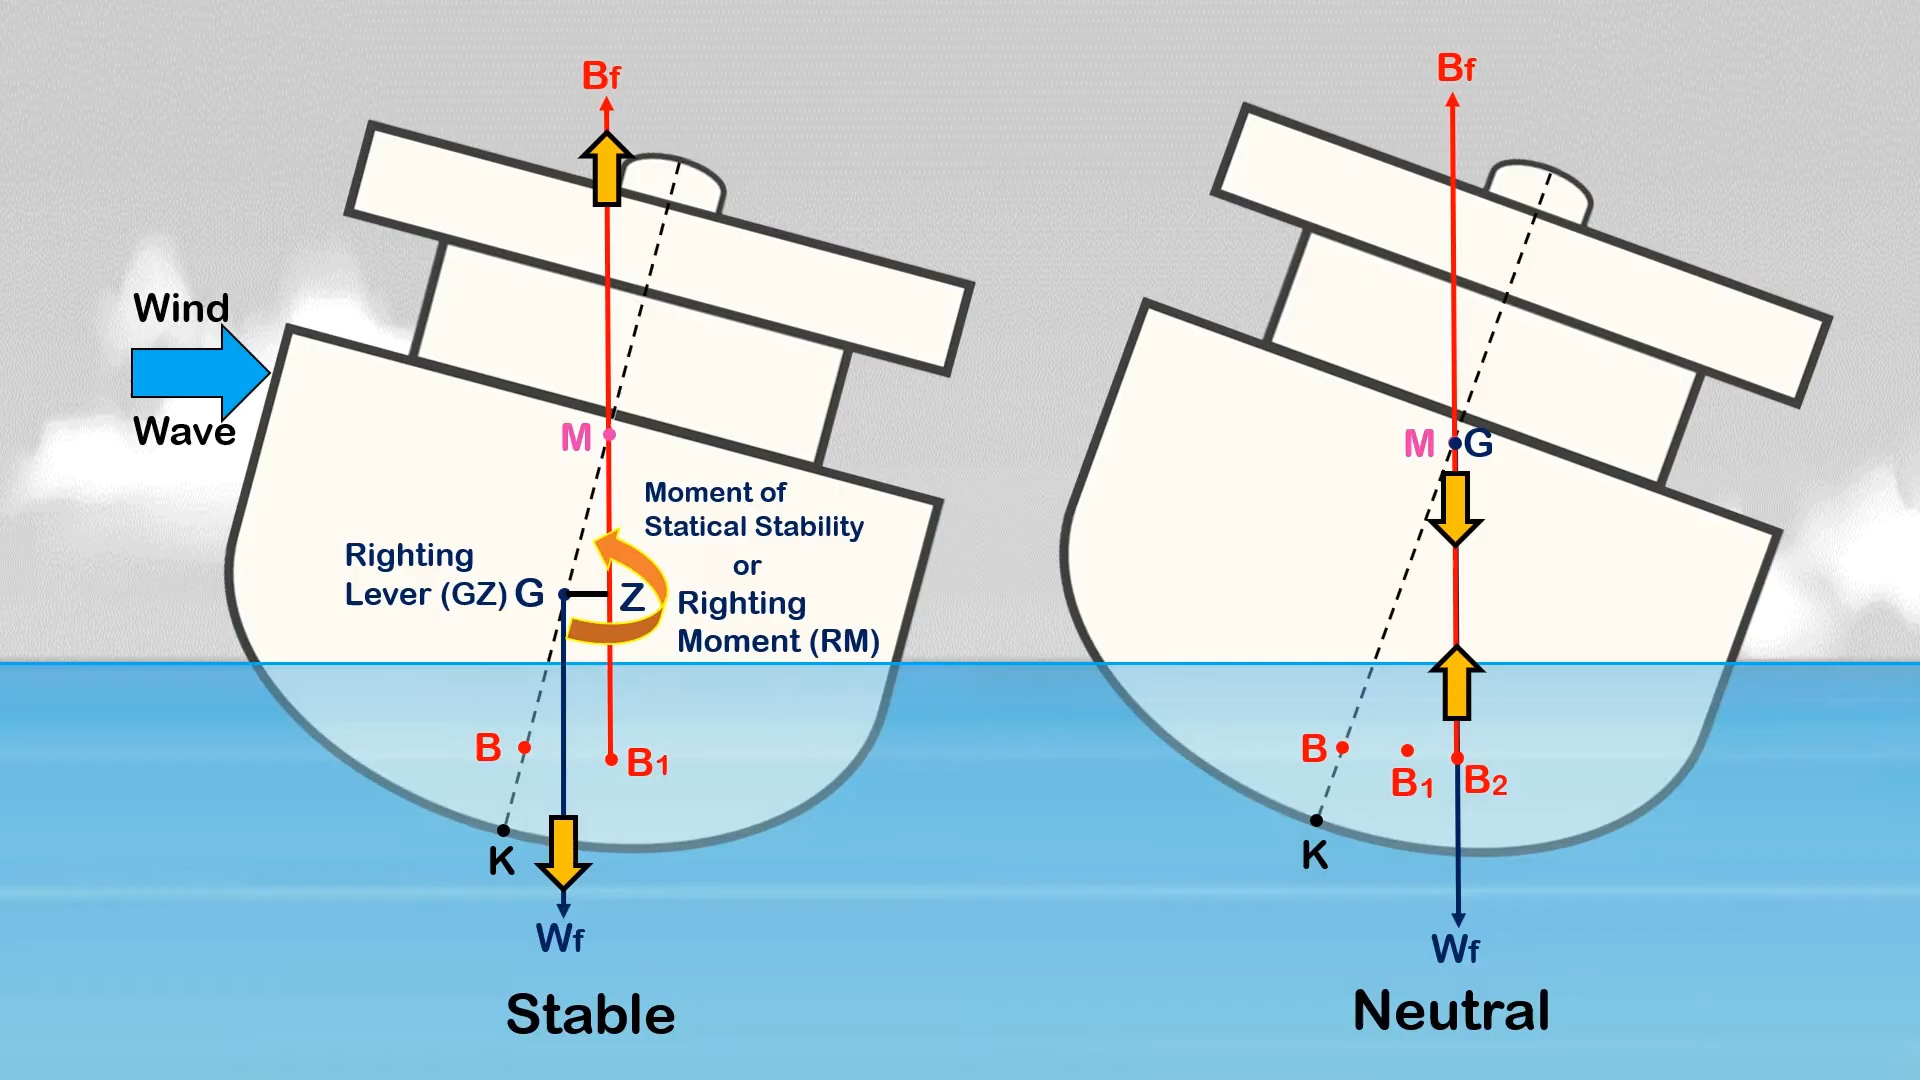 Bf
Wind
Wave
M
Moment of
Statical Stability
or
Righting
Moment (RM)
Righting
Lever (GZ) G
Z
B
B1
K
Wf
Stable
Bf
M G
B
B1
B2
K
Wf
Neutral